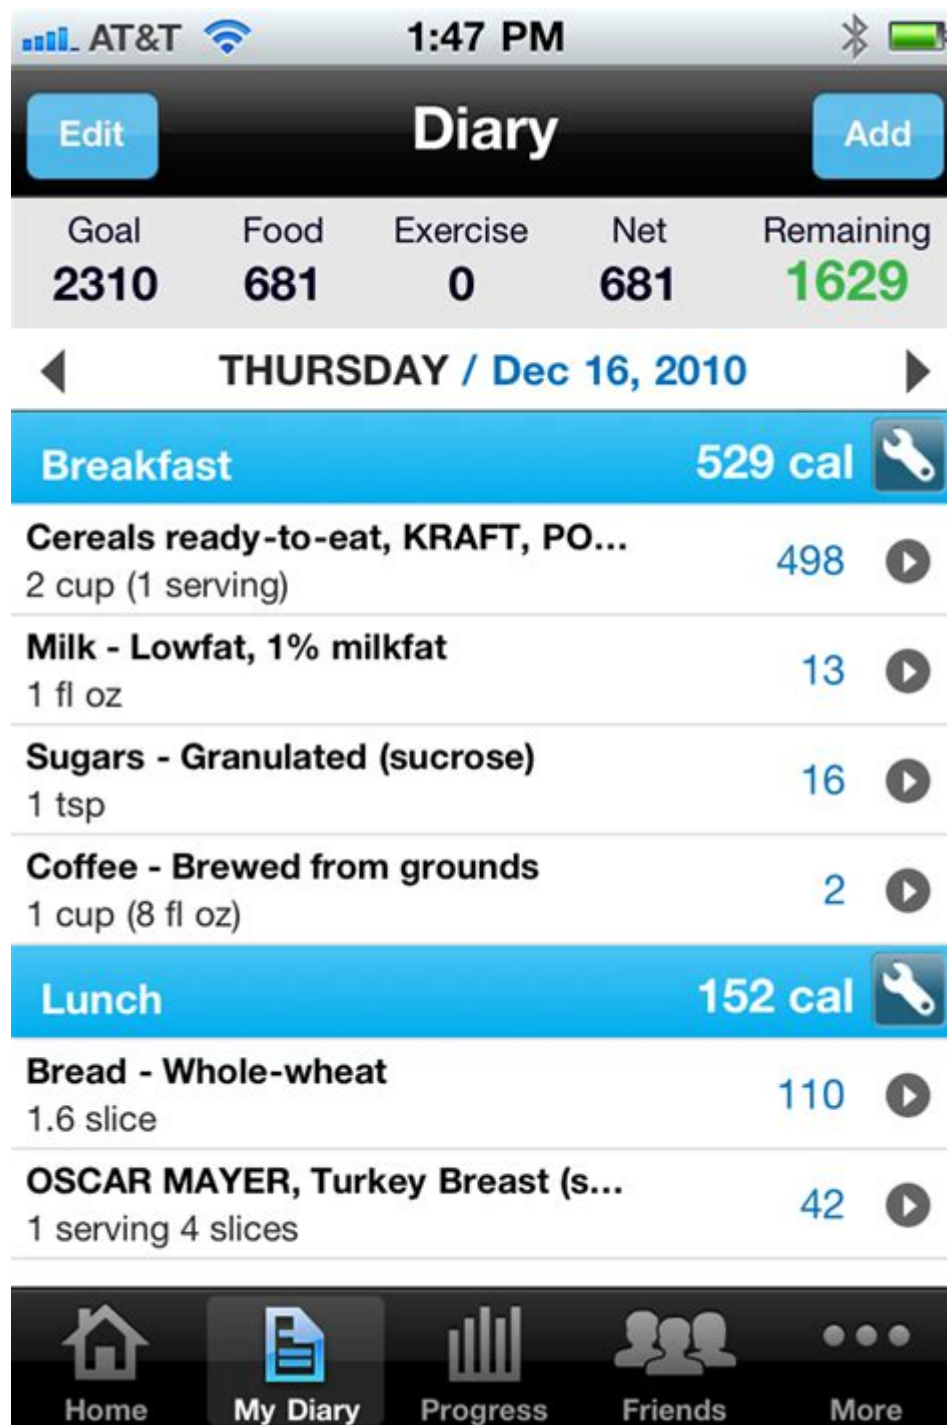 AT&T 1:47 PM
Edit Diary Add
Goal Food Exercise Net Remaining
2310 681 0 681 1629
THURSDAY / Dec 16, 2010
Breakfast 529 cal
Cereals ready-to-eat, KRAFT, PO... 498
2 cup (1 serving)
Milk - Lowfat, 1% milkfat 13
1 fl oz
Sugars - Granulated (sucrose) 16
1 tsp
Coffee - Brewed from grounds 2
1 cup (8 fl oz)
Lunch 152 cal
Bread - Whole-wheat 110
1.6 slice
OSCAR MAYER, Turkey Breast (s... 42
1 serving 4 slices
Home My Diary Progress Friends More